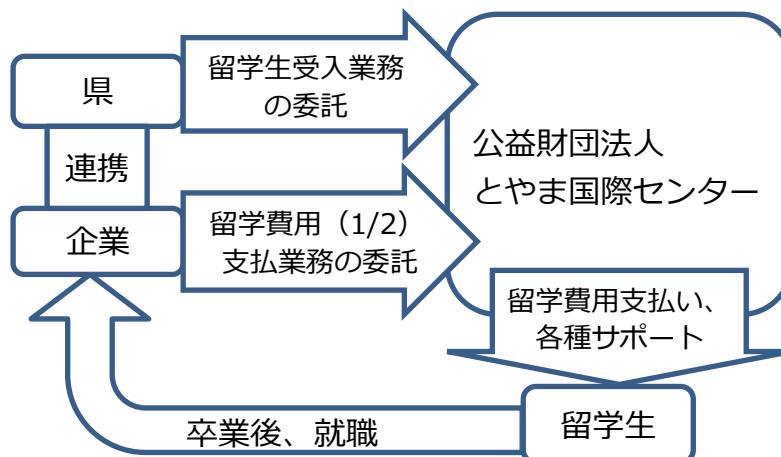 県
留学生受入業務
の委託
連携
公益財団法人
とやま国際センター
企業
留学費用（1/2）
支払業務の委託
留学費用支払い、
各種サポート
卒業後、就職
留学生